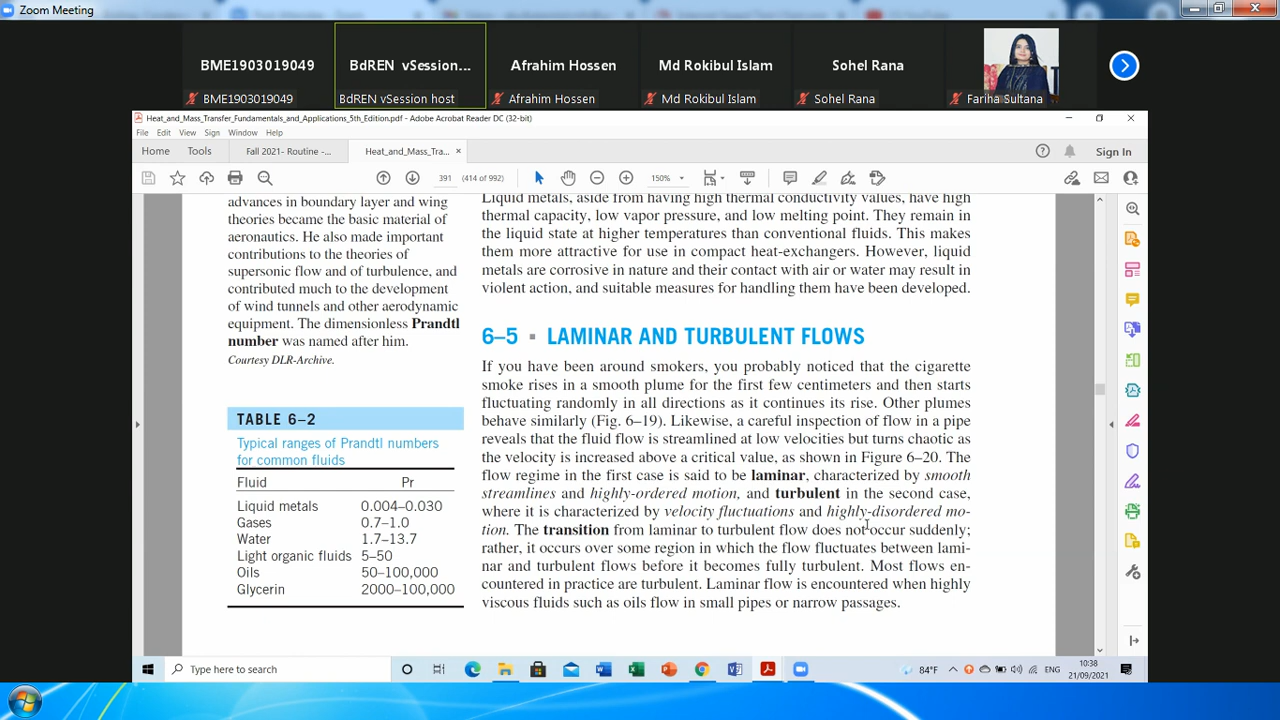 Zoom Meeting
BME1903019049
BdREN vSession...
Afrahim Hossen
Md Rokibul Islam
Sohel Rana
BME1903019049
BdREN vSession host
Afrahim Hossen
Md Rokibul Islam
Sohel Rana
Fariha Sultana
Heat_and_Mass_Transfer_Fundamentals_and_Applications_5th_Edition.pdf - Adobe Acrobat Reader DC (32-bit)
File Edit View Sign Window Help
Home Tools Fall 2021- Routine -... Heat_and_Mass_Tra... × Sign In
391 (414 of 992) 150%
advances in boundary layer and wing
theories became the basic material of
aeronautics. He also made important
contributions to the theories of
supersonic flow and of turbulence, and
contributed much to the development
of wind tunnels and other aerodynamic
equipment. The dimensionless Prandtl
number was named after him.
Courtesy DLR-Archive.
TABLE 6–2
Typical ranges of Prandtl numbers
for common fluids
Fluid Pr
Liquid metals 0.004–0.030
Gases 0.7–1.0
Water 1.7–13.7
Light organic fluids 5–50
Oils 50–100,000
Glycerin 2000–100,000
Liquid metals, aside from having high thermal conductivity values, have high
thermal capacity, low vapor pressure, and low melting point. They remain in
the liquid state at higher temperatures than conventional fluids. This makes
them more attractive for use in compact heat-exchangers. However, liquid
metals are corrosive in nature and their contact with air or water may result in
violent action, and suitable measures for handling them have been developed.
6–5 ▪ LAMINAR AND TURBULENT FLOWS
If you have been around smokers, you probably noticed that the cigarette
smoke rises in a smooth plume for the first few centimeters and then starts
fluctuating randomly in all directions as it continues its rise. Other plumes
behave similarly (Fig. 6–19). Likewise, a careful inspection of flow in a pipe
reveals that the fluid flow is streamlined at low velocities but turns chaotic as
the velocity is increased above a critical value, as shown in Figure 6–20. The
flow regime in the first case is said to be laminar, characterized by smooth
streamlines and highly-ordered motion, and turbulent in the second case,
where it is characterized by velocity fluctuations and highly-disordered mo-
tion. The transition from laminar to turbulent flow does not occur suddenly;
rather, it occurs over some region in which the flow fluctuates between lami-
nar and turbulent flows before it becomes fully turbulent. Most flows en-
countered in practice are turbulent. Laminar flow is encountered when highly
viscous fluids such as oils flow in small pipes or narrow passages.
Type here to search
84°F
ENG
10:38
21/09/2021